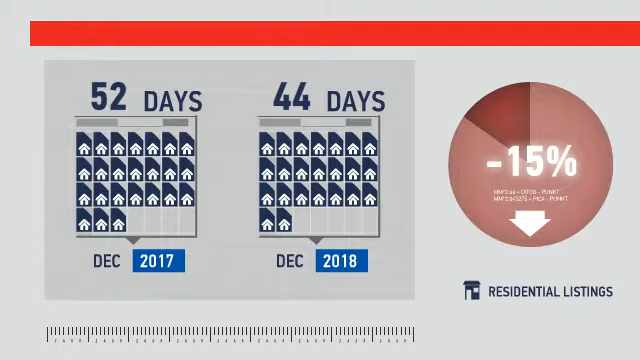 52 DAYS
44 DAYS
DEC 2017
DEC 2018
-15%
RESIDENTIAL LISTINGS